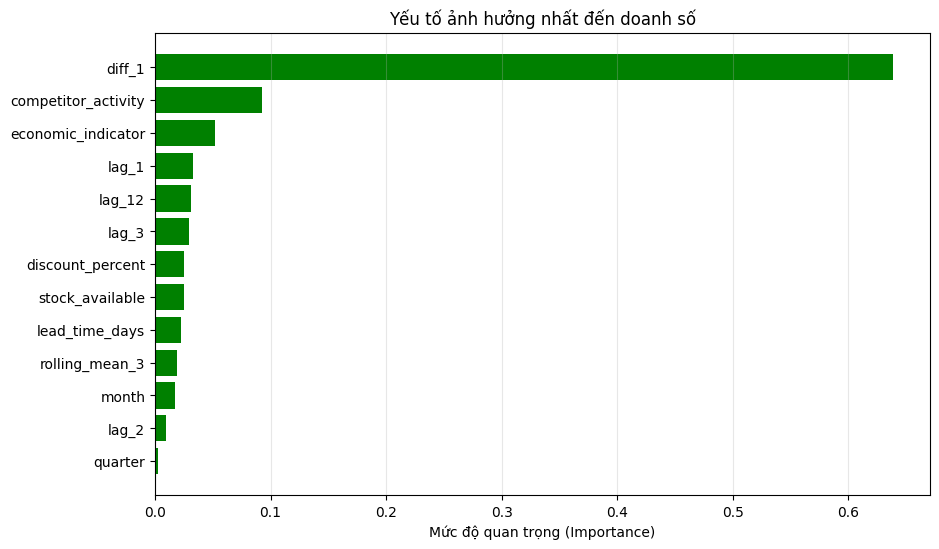 Yếu tố ảnh hưởng nhất đến doanh số
diff_1
competitor_activity
economic_indicator
lag_1
lag_12
lag_3
discount_percent
stock_available
lead_time_days
rolling_mean_3
month
lag_2
quarter
0.0 0.1 0.2 0.3 0.4 0.5 0.6
Mức độ quan trọng (Importance)